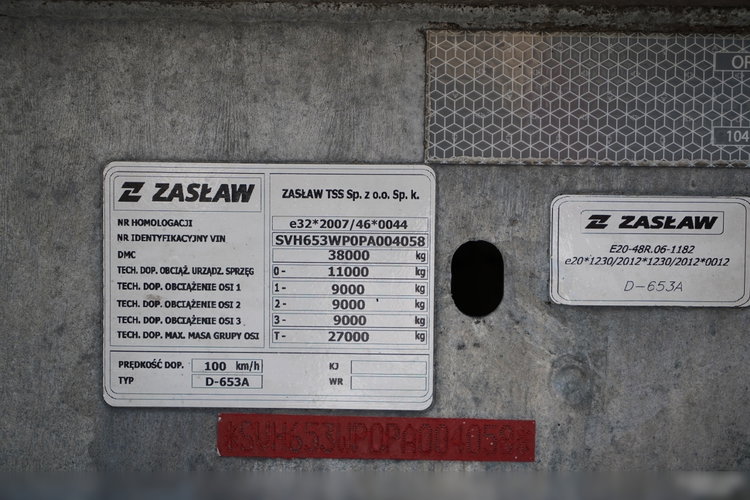 ZASŁAW
ZASŁAW TSS Sp. z o.o. Sp. k.
NR HOMOLOGACJI e32*2007/46*0044
NR IDENTYFIKACYJNY VIN SVH653WP0PA004058
DMC 38000 kg
TECH. DOP. OBCIĄŻ. URZĄDZ. SPRZĘG 0- 11000 kg
TECH. DOP. OBCIĄŻENIE OSI 1 1- 9000 kg
TECH. DOP. OBCIĄŻENIE OSI 2 2- 9000 kg
TECH. DOP. OBCIĄŻENIE OSI 3 3- 9000 kg
TECH. DOP. MAX. MASA GRUPY OSI T- 27000 kg
PRĘDKOŚĆ DOP. 100 km/h KJ
TYP D-653A WR
SVH653WP0PA004058
104
ZASŁAW
E20-48R.06-1182
e20*1230/2012*1230/2012*0012
D-653A